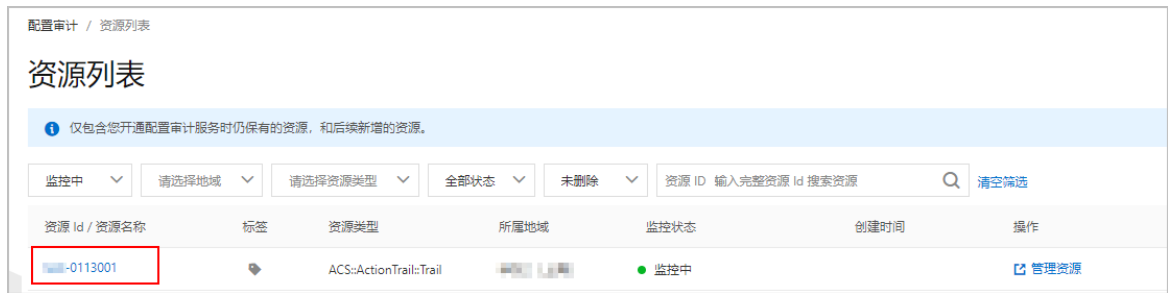 配置审计 / 资源列表
资源列表
仅包含您开通配置审计服务时仍保有的资源，和后续新增的资源。
监控中 请选择地域 请选择资源类型 全部状态 未删除 资源 ID 输入完整资源 Id 搜索资源 清空筛选
资源 Id / 资源名称 标签 资源类型 所属地域 监控状态 创建时间 操作
-0113001 ACS::ActionTrail::Trail 监控中 管理资源